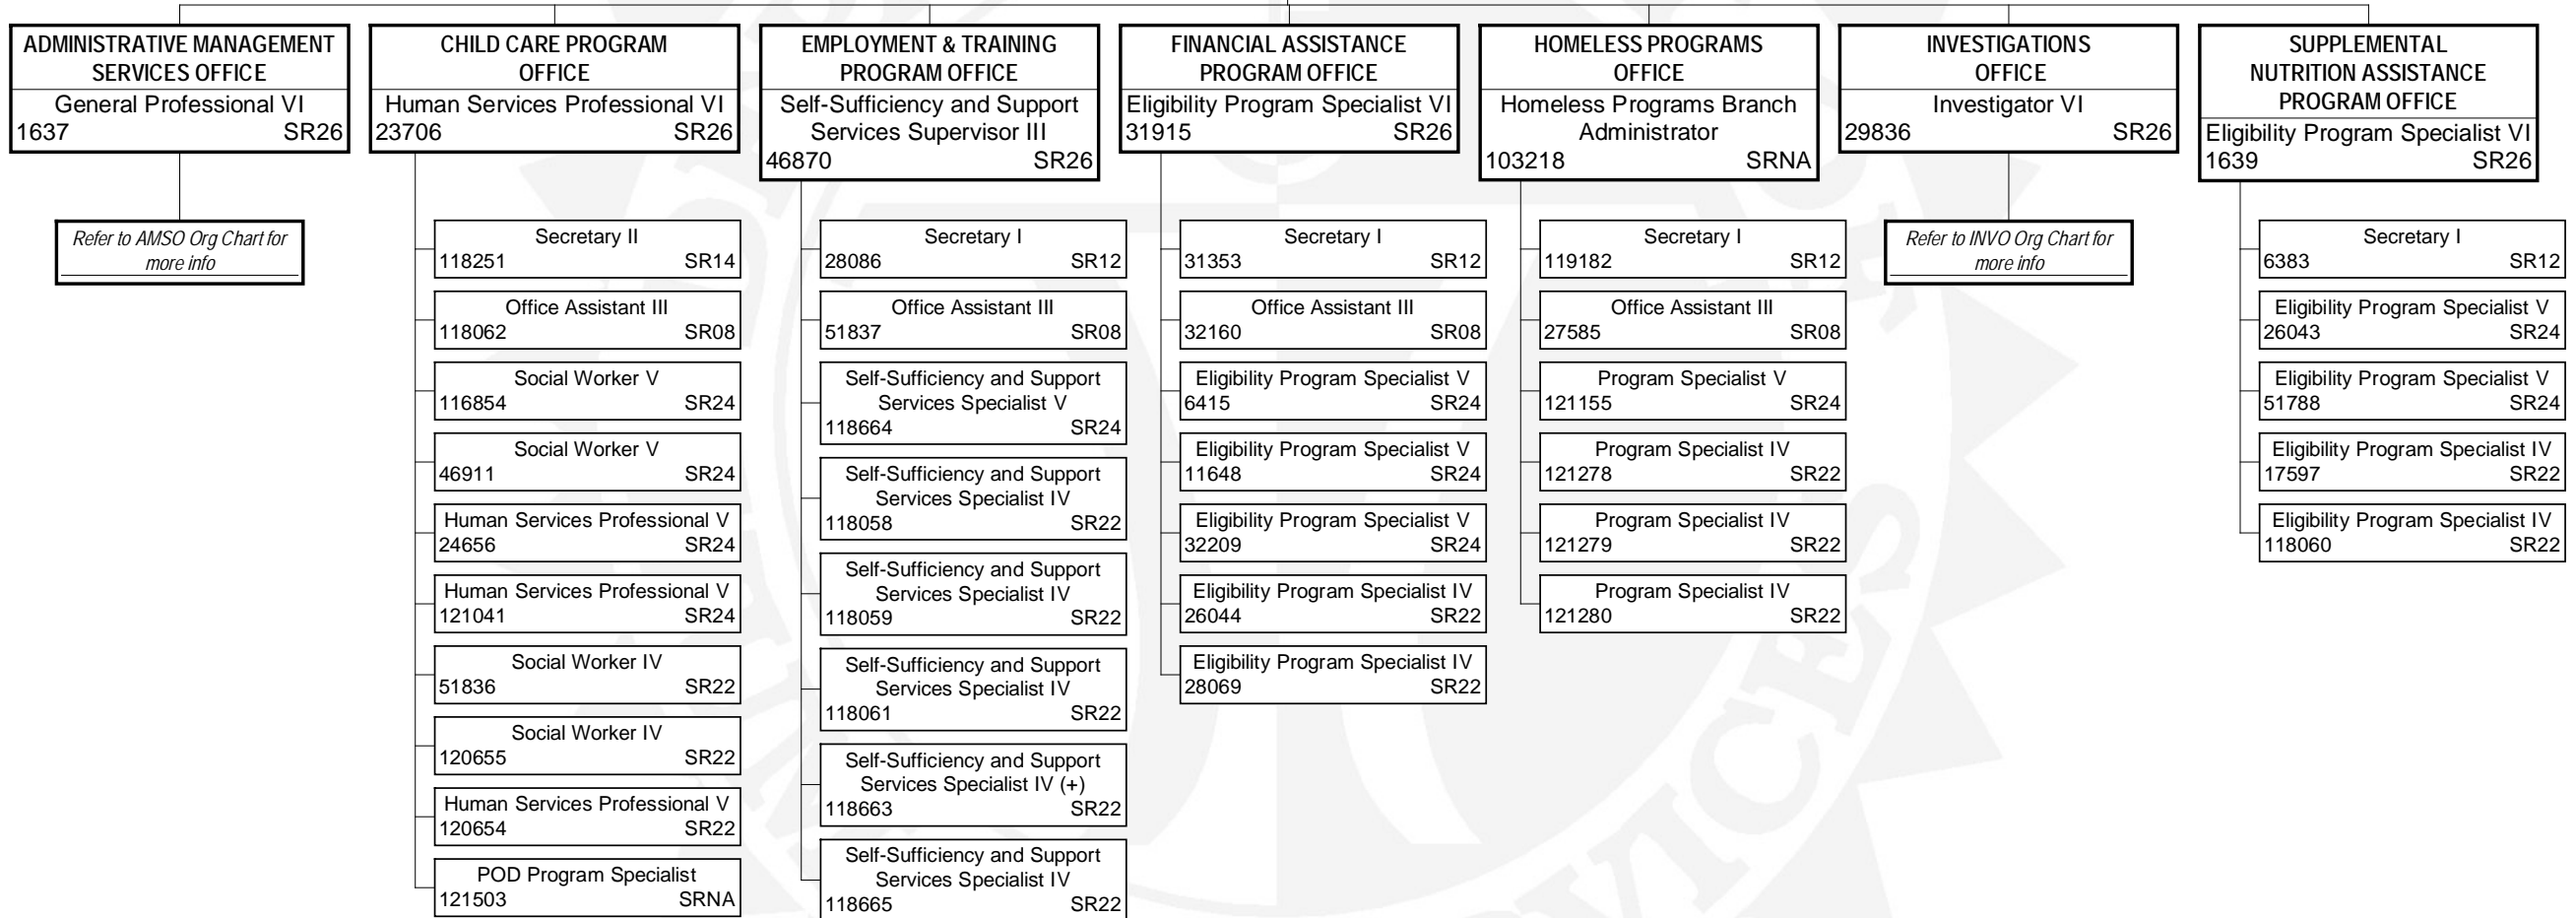 ADMINISTRATIVE MANAGEMENT
SERVICES OFFICE
General Professional VI
1637 SR26
Refer to AMSO Org Chart for
more info
CHILD CARE PROGRAM
OFFICE
Human Services Professional VI
23706 SR26
Secretary II
118251 SR14
Office Assistant III
118062 SR08
Social Worker V
116854 SR24
Social Worker V
46911 SR24
Human Services Professional V
24656 SR24
Human Services Professional V
121041 SR24
Social Worker IV
51836 SR22
Social Worker IV
120655 SR22
Human Services Professional V
120654 SR22
POD Program Specialist
121503 SRNA
EMPLOYMENT & TRAINING
PROGRAM OFFICE
Self-Sufficiency and Support
Services Supervisor III
46870 SR26
Secretary I
28086 SR12
Office Assistant III
51837 SR08
Self-Sufficiency and Support
Services Specialist V
118664 SR24
Self-Sufficiency and Support
Services Specialist IV
118058 SR22
Self-Sufficiency and Support
Services Specialist IV
118059 SR22
Self-Sufficiency and Support
Services Specialist IV
118061 SR22
Self-Sufficiency and Support
Services Specialist IV (+)
118663 SR22
Self-Sufficiency and Support
Services Specialist IV
118665 SR22
FINANCIAL ASSISTANCE
PROGRAM OFFICE
Eligibility Program Specialist VI
31915 SR26
Secretary I
31353 SR12
Office Assistant III
32160 SR08
Eligibility Program Specialist V
6415 SR24
Eligibility Program Specialist V
11648 SR24
Eligibility Program Specialist V
32209 SR24
Eligibility Program Specialist IV
26044 SR22
Eligibility Program Specialist IV
28069 SR22
HOMELESS PROGRAMS
OFFICE
Homeless Programs Branch
Administrator
103218 SRNA
Secretary I
119182 SR12
Office Assistant III
27585 SR08
Program Specialist V
121155 SR24
Program Specialist IV
121278 SR22
Program Specialist IV
121279 SR22
Program Specialist IV
121280 SR22
INVESTIGATIONS
OFFICE
Investigator VI
29836 SR26
Refer to INVO Org Chart for
more info
SUPPLEMENTAL
NUTRITION ASSISTANCE
PROGRAM OFFICE
Eligibility Program Specialist VI
1639 SR26
Secretary I
6383 SR12
Eligibility Program Specialist V
26043 SR24
Eligibility Program Specialist V
51788 SR24
Eligibility Program Specialist IV
17597 SR22
Eligibility Program Specialist IV
118060 SR22